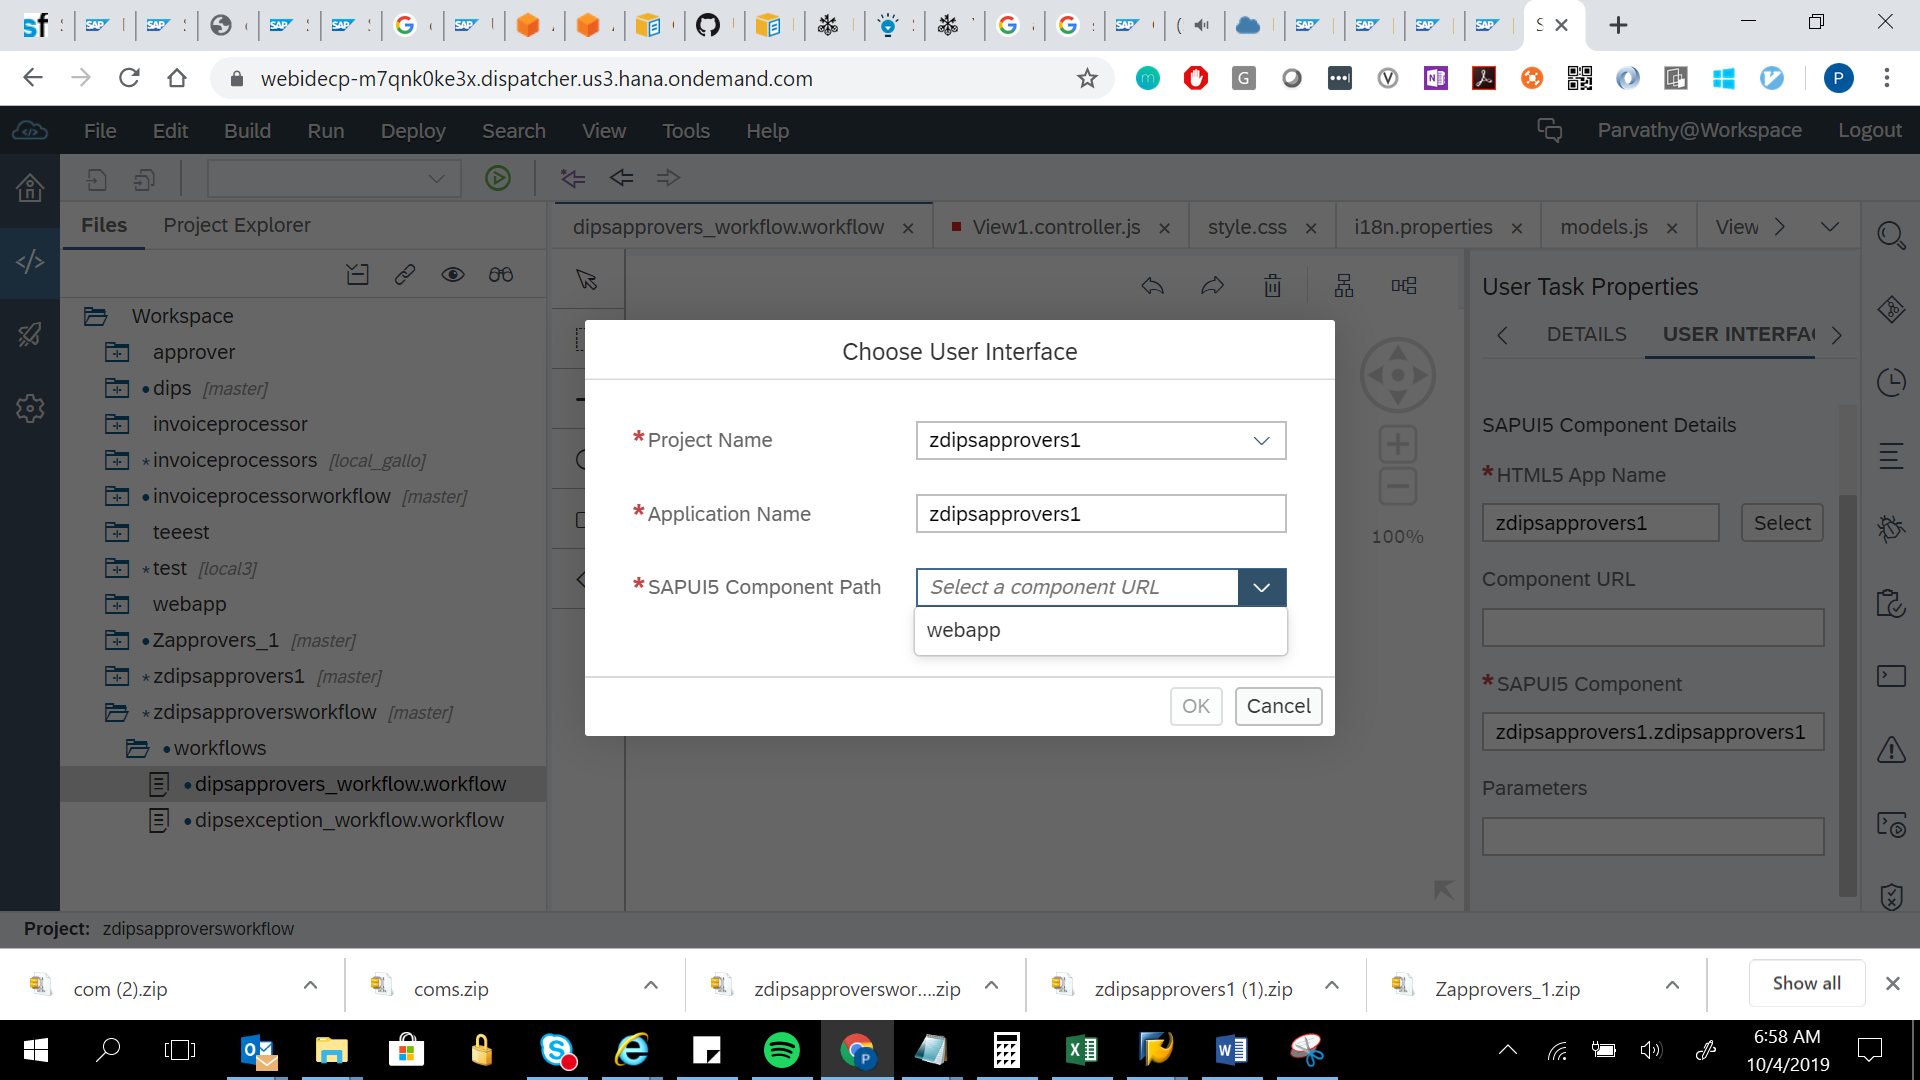 webidecp-m7qnk0ke3x.dispatcher.us3.hana.ondemand.com
File Edit Build Run Deploy Search View Tools Help
Parvathy@Workspace Logout
Files Project Explorer
dipsapprovers_workflow.workflow × View1.controller.js × style.css × i18n.properties × models.js × View
Workspace
approver
dips [master]
invoiceprocessor
*invoiceprocessors [local_gallo]
invoiceprocessorworkflow [master]
teeest
*test [local3]
webapp
Zapprovers_1 [master]
*zdipsapprovers1 [master]
*zdipsapproversworkflow [master]
workflows
dipsapprovers_workflow.workflow
dipsexception_workflow.workflow
Choose User Interface
*Project Name zdipsapprovers1
*Application Name zdipsapprovers1
*SAPUI5 Component Path Select a component URL
webapp
OK Cancel
100%
User Task Properties
DETAILS USER INTERFAC
SAPUI5 Component Details
*HTML5 App Name
zdipsapprovers1 Select
Component URL
*SAPUI5 Component
zdipsapprovers1.zdipsapprovers1
Parameters
Project: zdipsapproversworkflow
com (2).zip coms.zip zdipsapproverswor....zip zdipsapprovers1 (1).zip Zapprovers_1.zip Show all
6:58 AM
10/4/2019